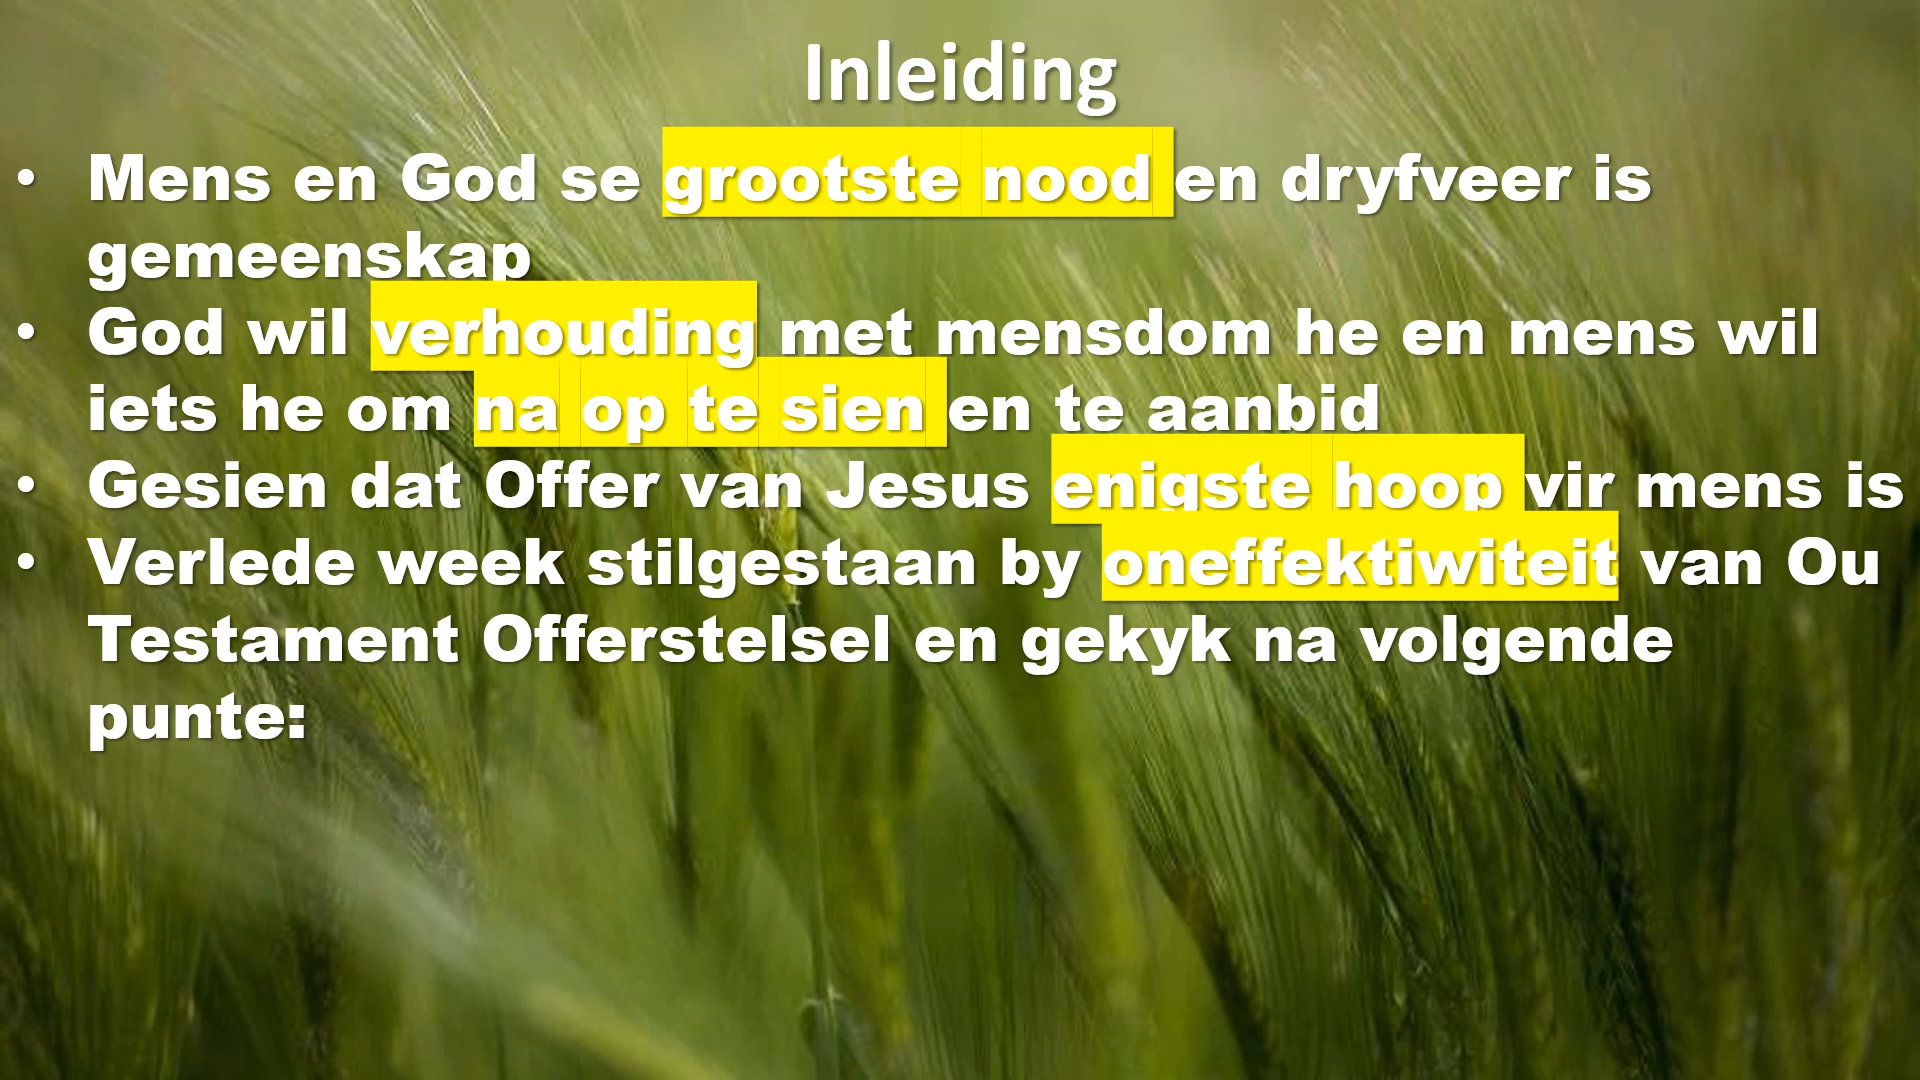 Inleiding
• Mens en God se grootste nood en dryfveer is
gemeenskap
• God wil verhouding met mensdom he en mens wil
iets he om na op te sien en te aanbid
• Gesien dat Offer van Jesus enigste hoop vir mens is
• Verlede week stilgestaan by oneffektiwiteit van Ou
Testament Offerstelsel en gekyk na volgende
punte: